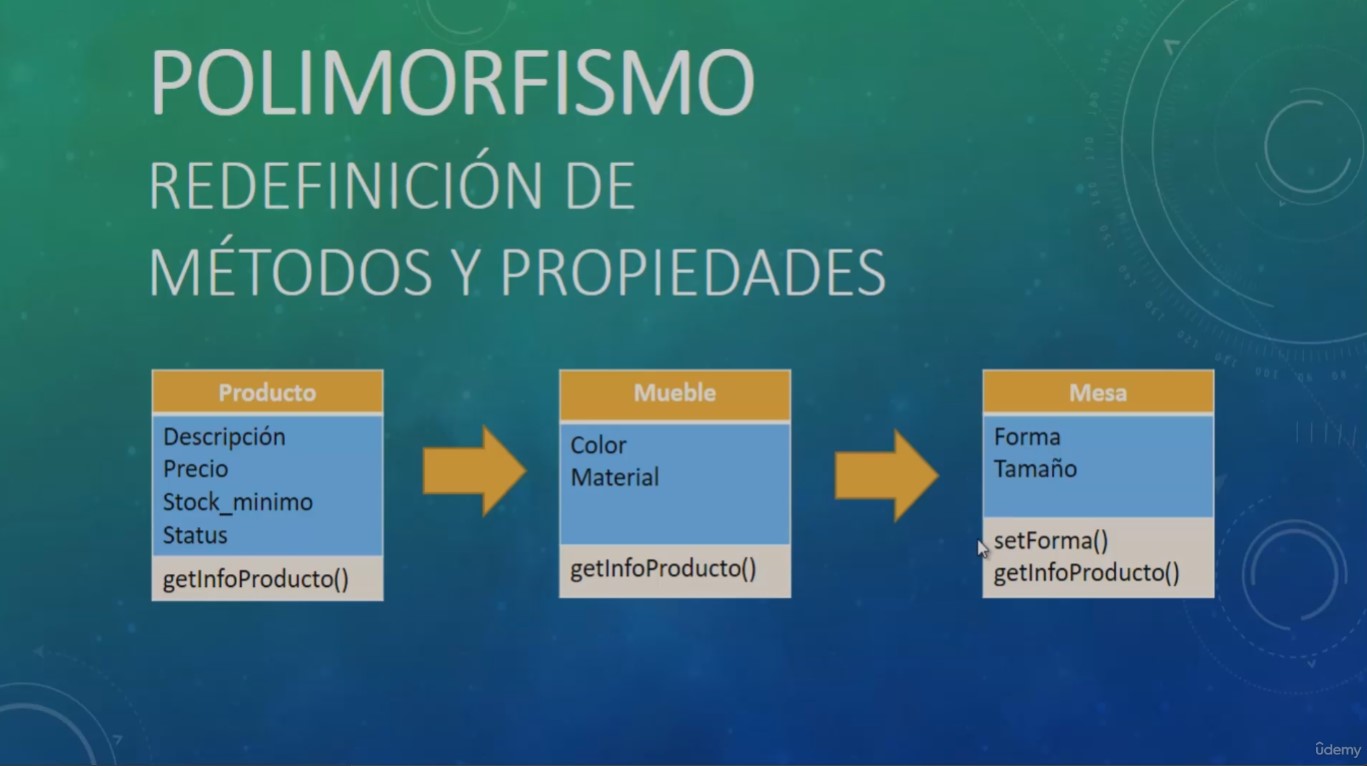 POLIMORFISMO
REDEFINICIÓN DE
MÉTODOS Y PROPIEDADES
Producto
Descripción
Precio
Stock_minimo
Status
getInfoProducto()
Mueble
Color
Material
getInfoProducto()
Mesa
Forma
Tamaño
setForma()
getInfoProducto()
ûdemy